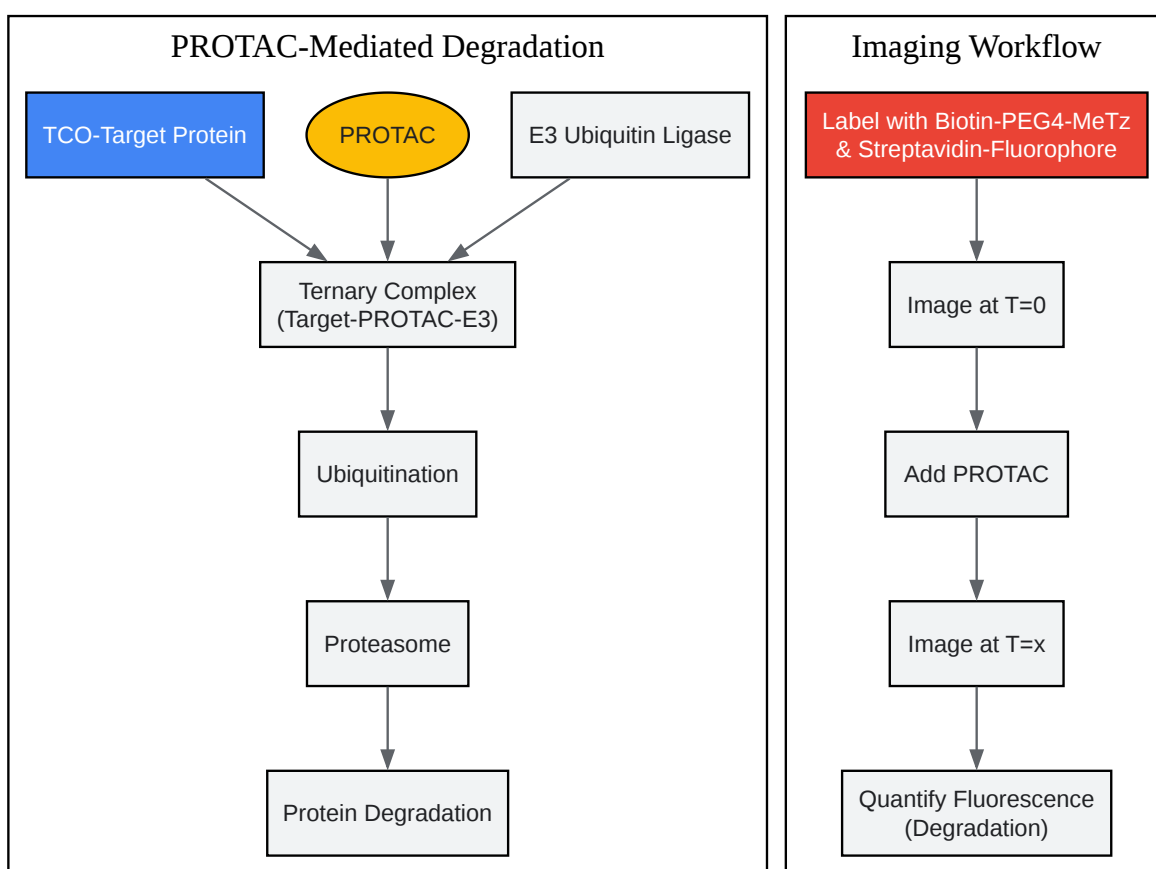 PROTAC-Mediated Degradation
TCO-Target Protein
PROTAC
E3 Ubiquitin Ligase
Ternary Complex
(Target-PROTAC-E3)
Ubiquitination
Proteasome
Protein Degradation
Imaging Workflow
Label with Biotin-PEG4-MeTz
& Streptavidin-Fluorophore
Image at T=0
Add PROTAC
Image at T=x
Quantify Fluorescence
(Degradation)